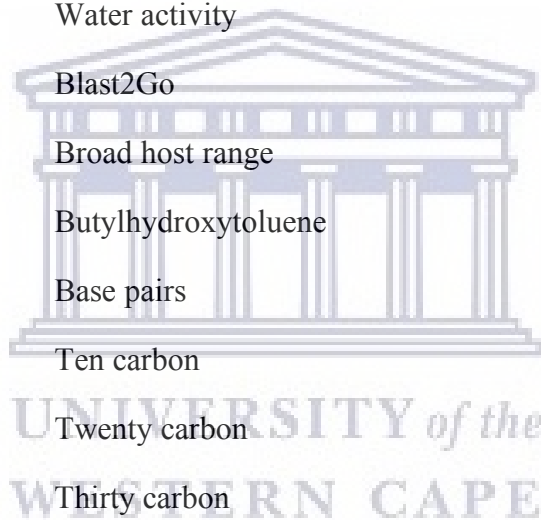 Water activity
Blast2Go
Broad host range
Butylhydroxytoluene
Base pairs
Ten carbon
UNIVERSITY of the
Twenty carbon
WESTERN CAPE
Thirty carbon